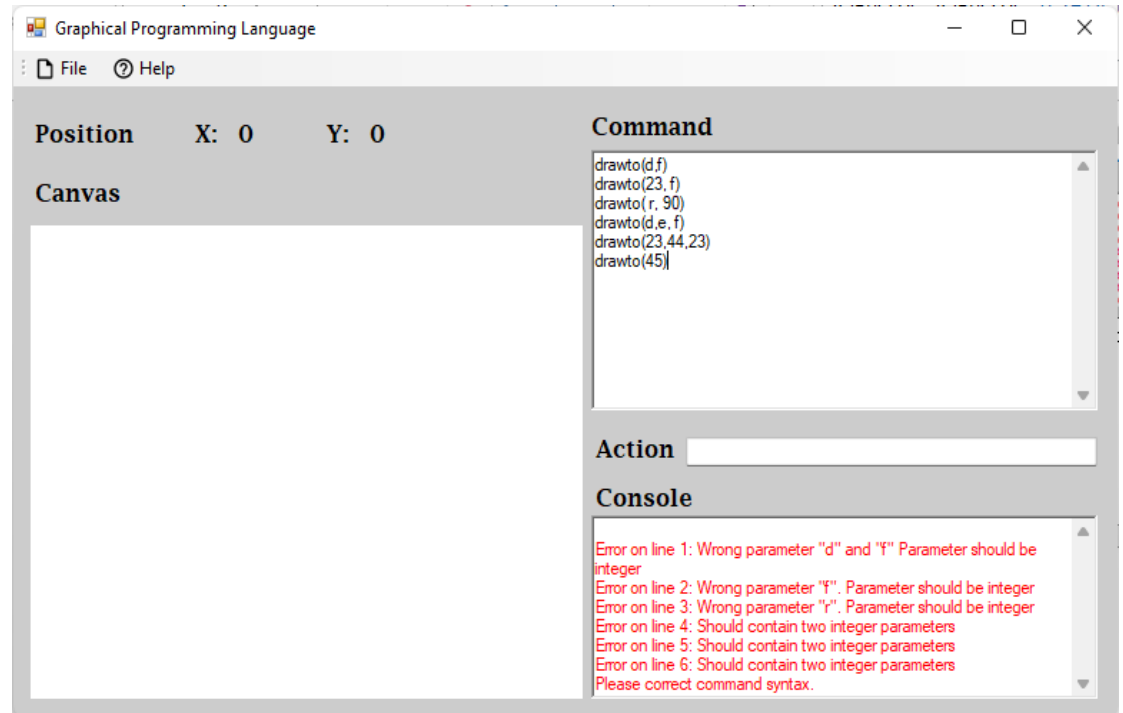 Graphical Programming Language
File Help
Position X: 0 Y: 0
Canvas
Command
drawto(d,f)
drawto(23, f)
drawto( r, 90)
drawto(d,e, f)
drawto(23,44,23)
drawto(45)
Action
Console
Error on line 1: Wrong parameter "d" and "f" Parameter should be
integer
Error on line 2: Wrong parameter "f". Parameter should be integer
Error on line 3: Wrong parameter "r". Parameter should be integer
Error on line 4: Should contain two integer parameters
Error on line 5: Should contain two integer parameters
Error on line 6: Should contain two integer parameters
Please correct command syntax.